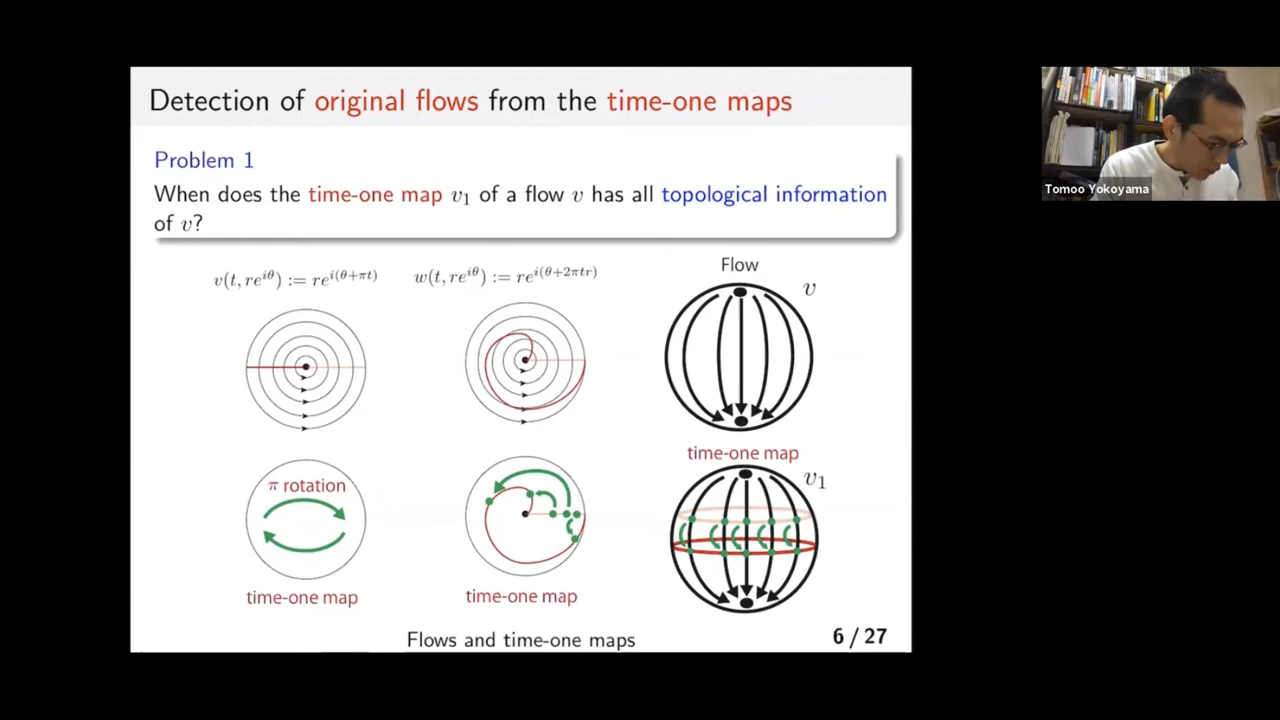 Detection of original flows from the time-one maps
Problem 1
When does the time-one map v₁ of a flow v has all topological information
of v?
v(t, re^{iθ}) := re^{i(θ+πt)}
w(t, re^{iθ}) := re^{i(θ+2πtr)}
Flow
v
time-one map
π rotation
v₁
time-one map
time-one map
Flows and time-one maps
6 / 27
Tomoo Yokoyama